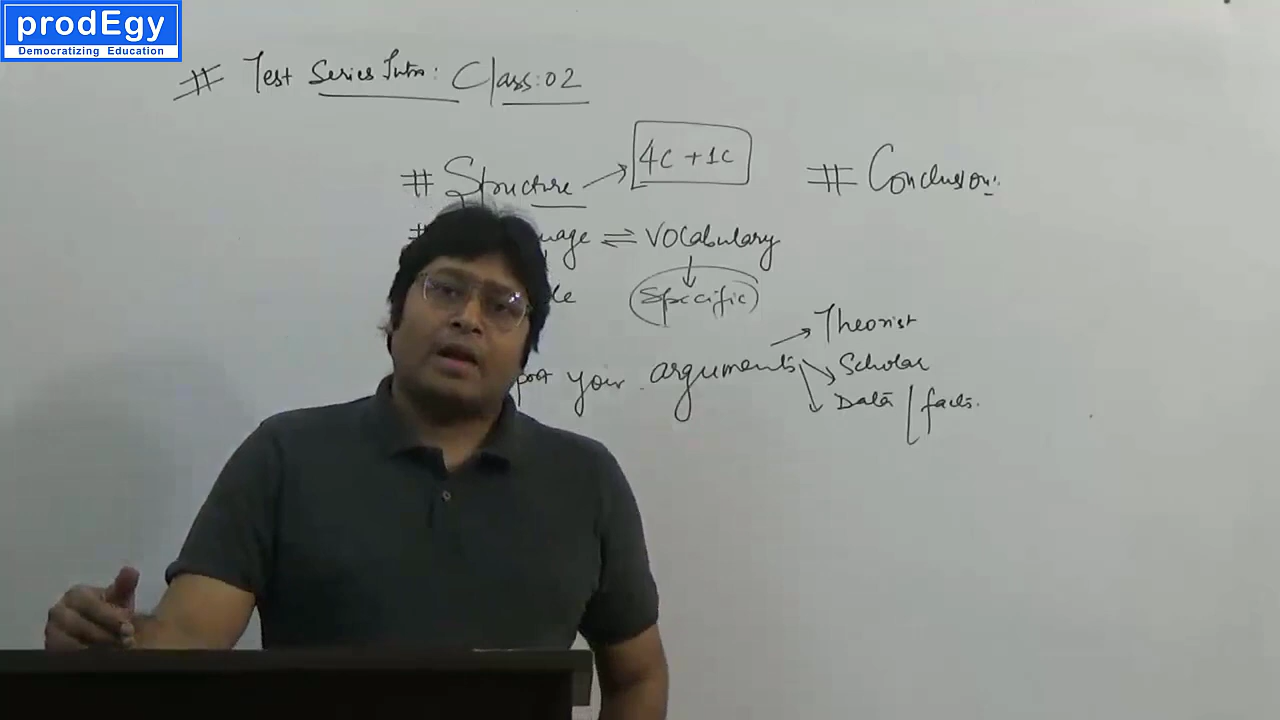 prodEgy
Democratizing Education
# Test Series Intro: Class:02
# Structure → 4C + 1C
# Conclusion:
# uage ⇌ Vocabulary
Specific
your arguments
Theorist
Scholar
Data / facts.